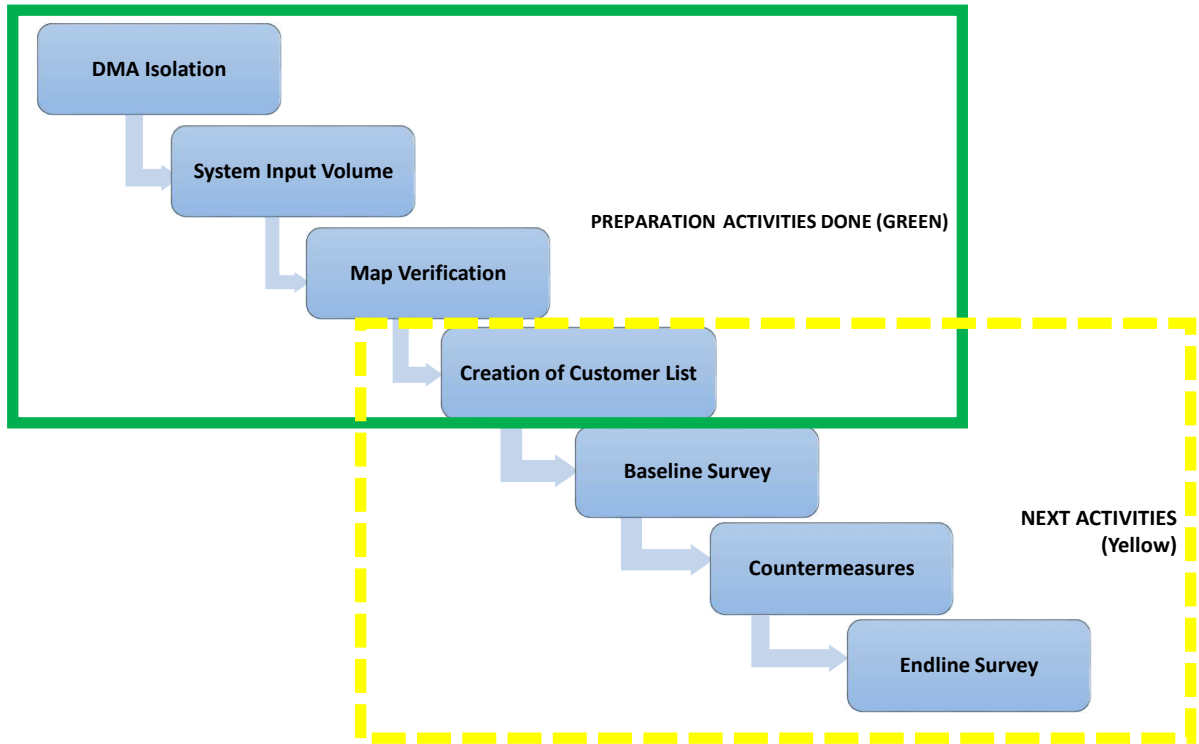 DMA Isolation
System Input Volume
PREPARATION ACTIVITIES DONE (GREEN)
Map Verification
Creation of Customer List
Baseline Survey
NEXT ACTIVITIES
(Yellow)
Countermeasures
Endline Survey